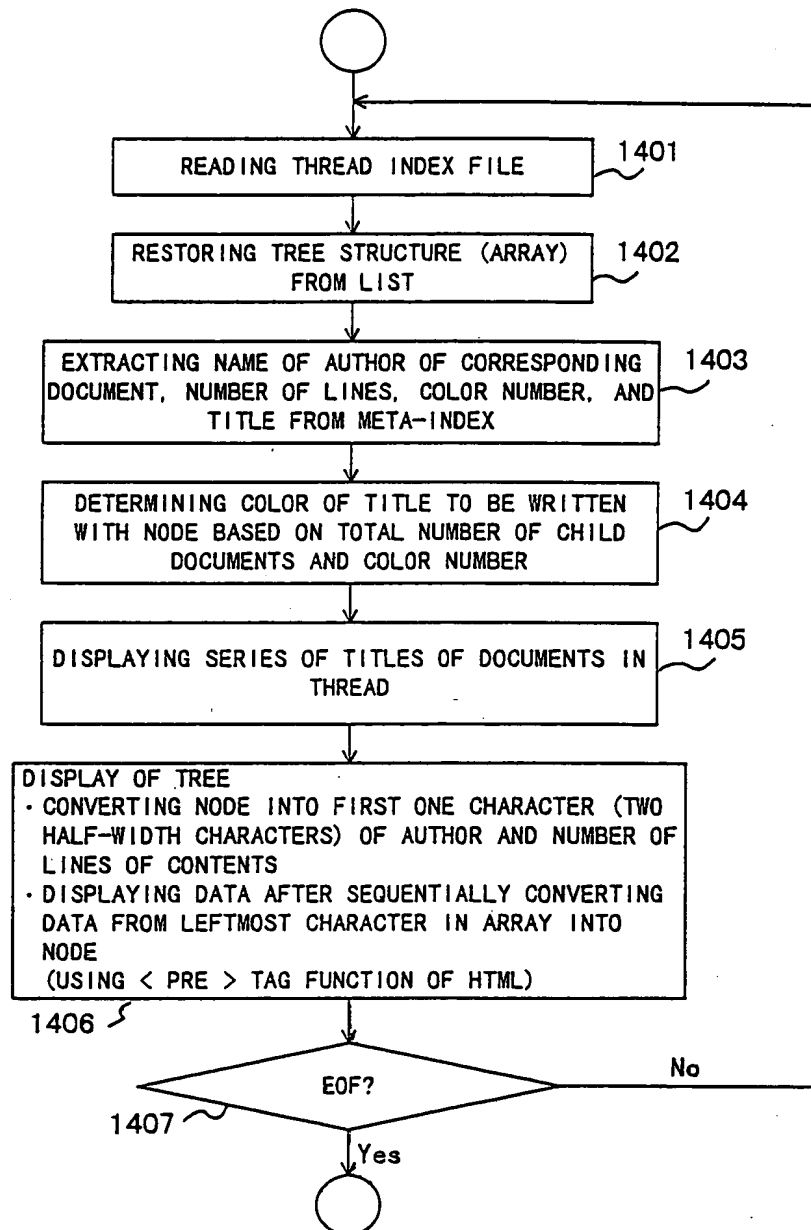 READING THREAD INDEX FILE
1401
RESTORING TREE STRUCTURE (ARRAY)
FROM LIST
1402
EXTRACTING NAME OF AUTHOR OF CORRESPONDING
DOCUMENT, NUMBER OF LINES, COLOR NUMBER, AND
TITLE FROM META-INDEX
1403
DETERMINING COLOR OF TITLE TO BE WRITTEN
WITH NODE BASED ON TOTAL NUMBER OF CHILD
DOCUMENTS AND COLOR NUMBER
1404
DISPLAYING SERIES OF TITLES OF DOCUMENTS IN
THREAD
1405
DISPLAY OF TREE
・CONVERTING NODE INTO FIRST ONE CHARACTER (TWO
HALF-WIDTH CHARACTERS) OF AUTHOR AND NUMBER OF
LINES OF CONTENTS
・DISPLAYING DATA AFTER SEQUENTIALLY CONVERTING
DATA FROM LEFTMOST CHARACTER IN ARRAY INTO
NODE
(USING < PRE > TAG FUNCTION OF HTML)
1406
EOF?
No
1407
Yes